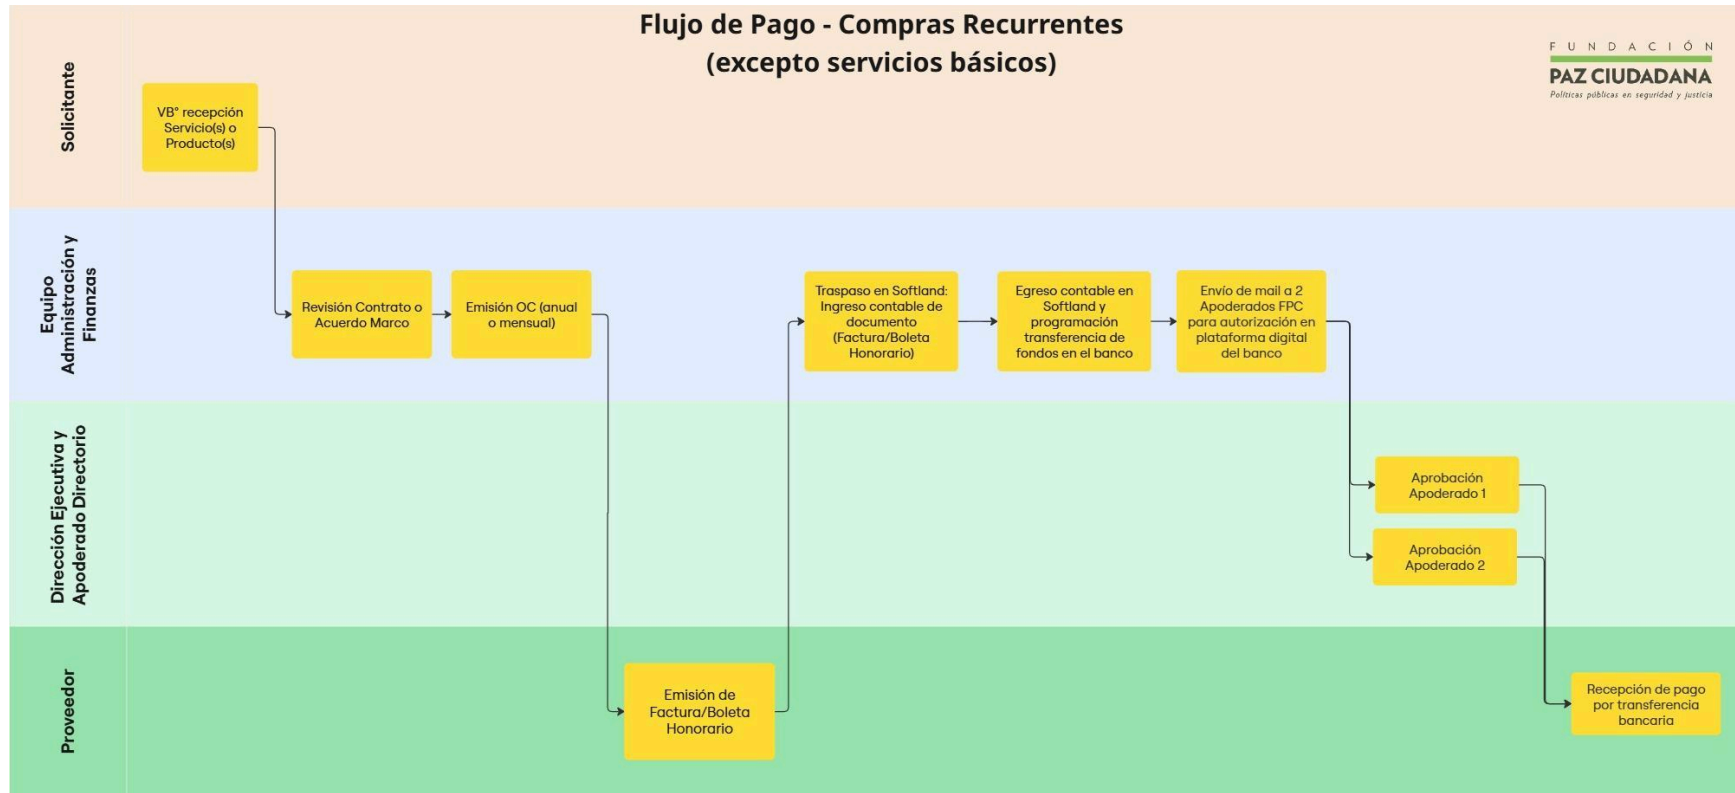 Flujo de Pago - Compras Recurrentes
(excepto servicios básicos)
FUNDACIÓN
PAZ CIUDADANA
Políticas públicas en seguridad y justicia
Solicitante
VB° recepción
Servicio(s) o
Producto(s)
Equipo
Administración y
Finanzas
Revisión Contrato o
Acuerdo Marco
Emisión OC (anual
o mensual)
Traspaso en Softland:
Ingreso contable de
documento
(Factura/Boleta
Honorario)
Egreso contable en
Softland y
programación
transferencia de
fondos en el banco
Envío de mail a 2
Apoderados FPC
para autorización en
plataforma digital
del banco
Dirección Ejecutiva y
Apoderado Directorio
Aprobación
Apoderado 1
Aprobación
Apoderado 2
Proveedor
Emisión de
Factura/Boleta
Honorario
Recepción de pago
por transferencia
bancaria